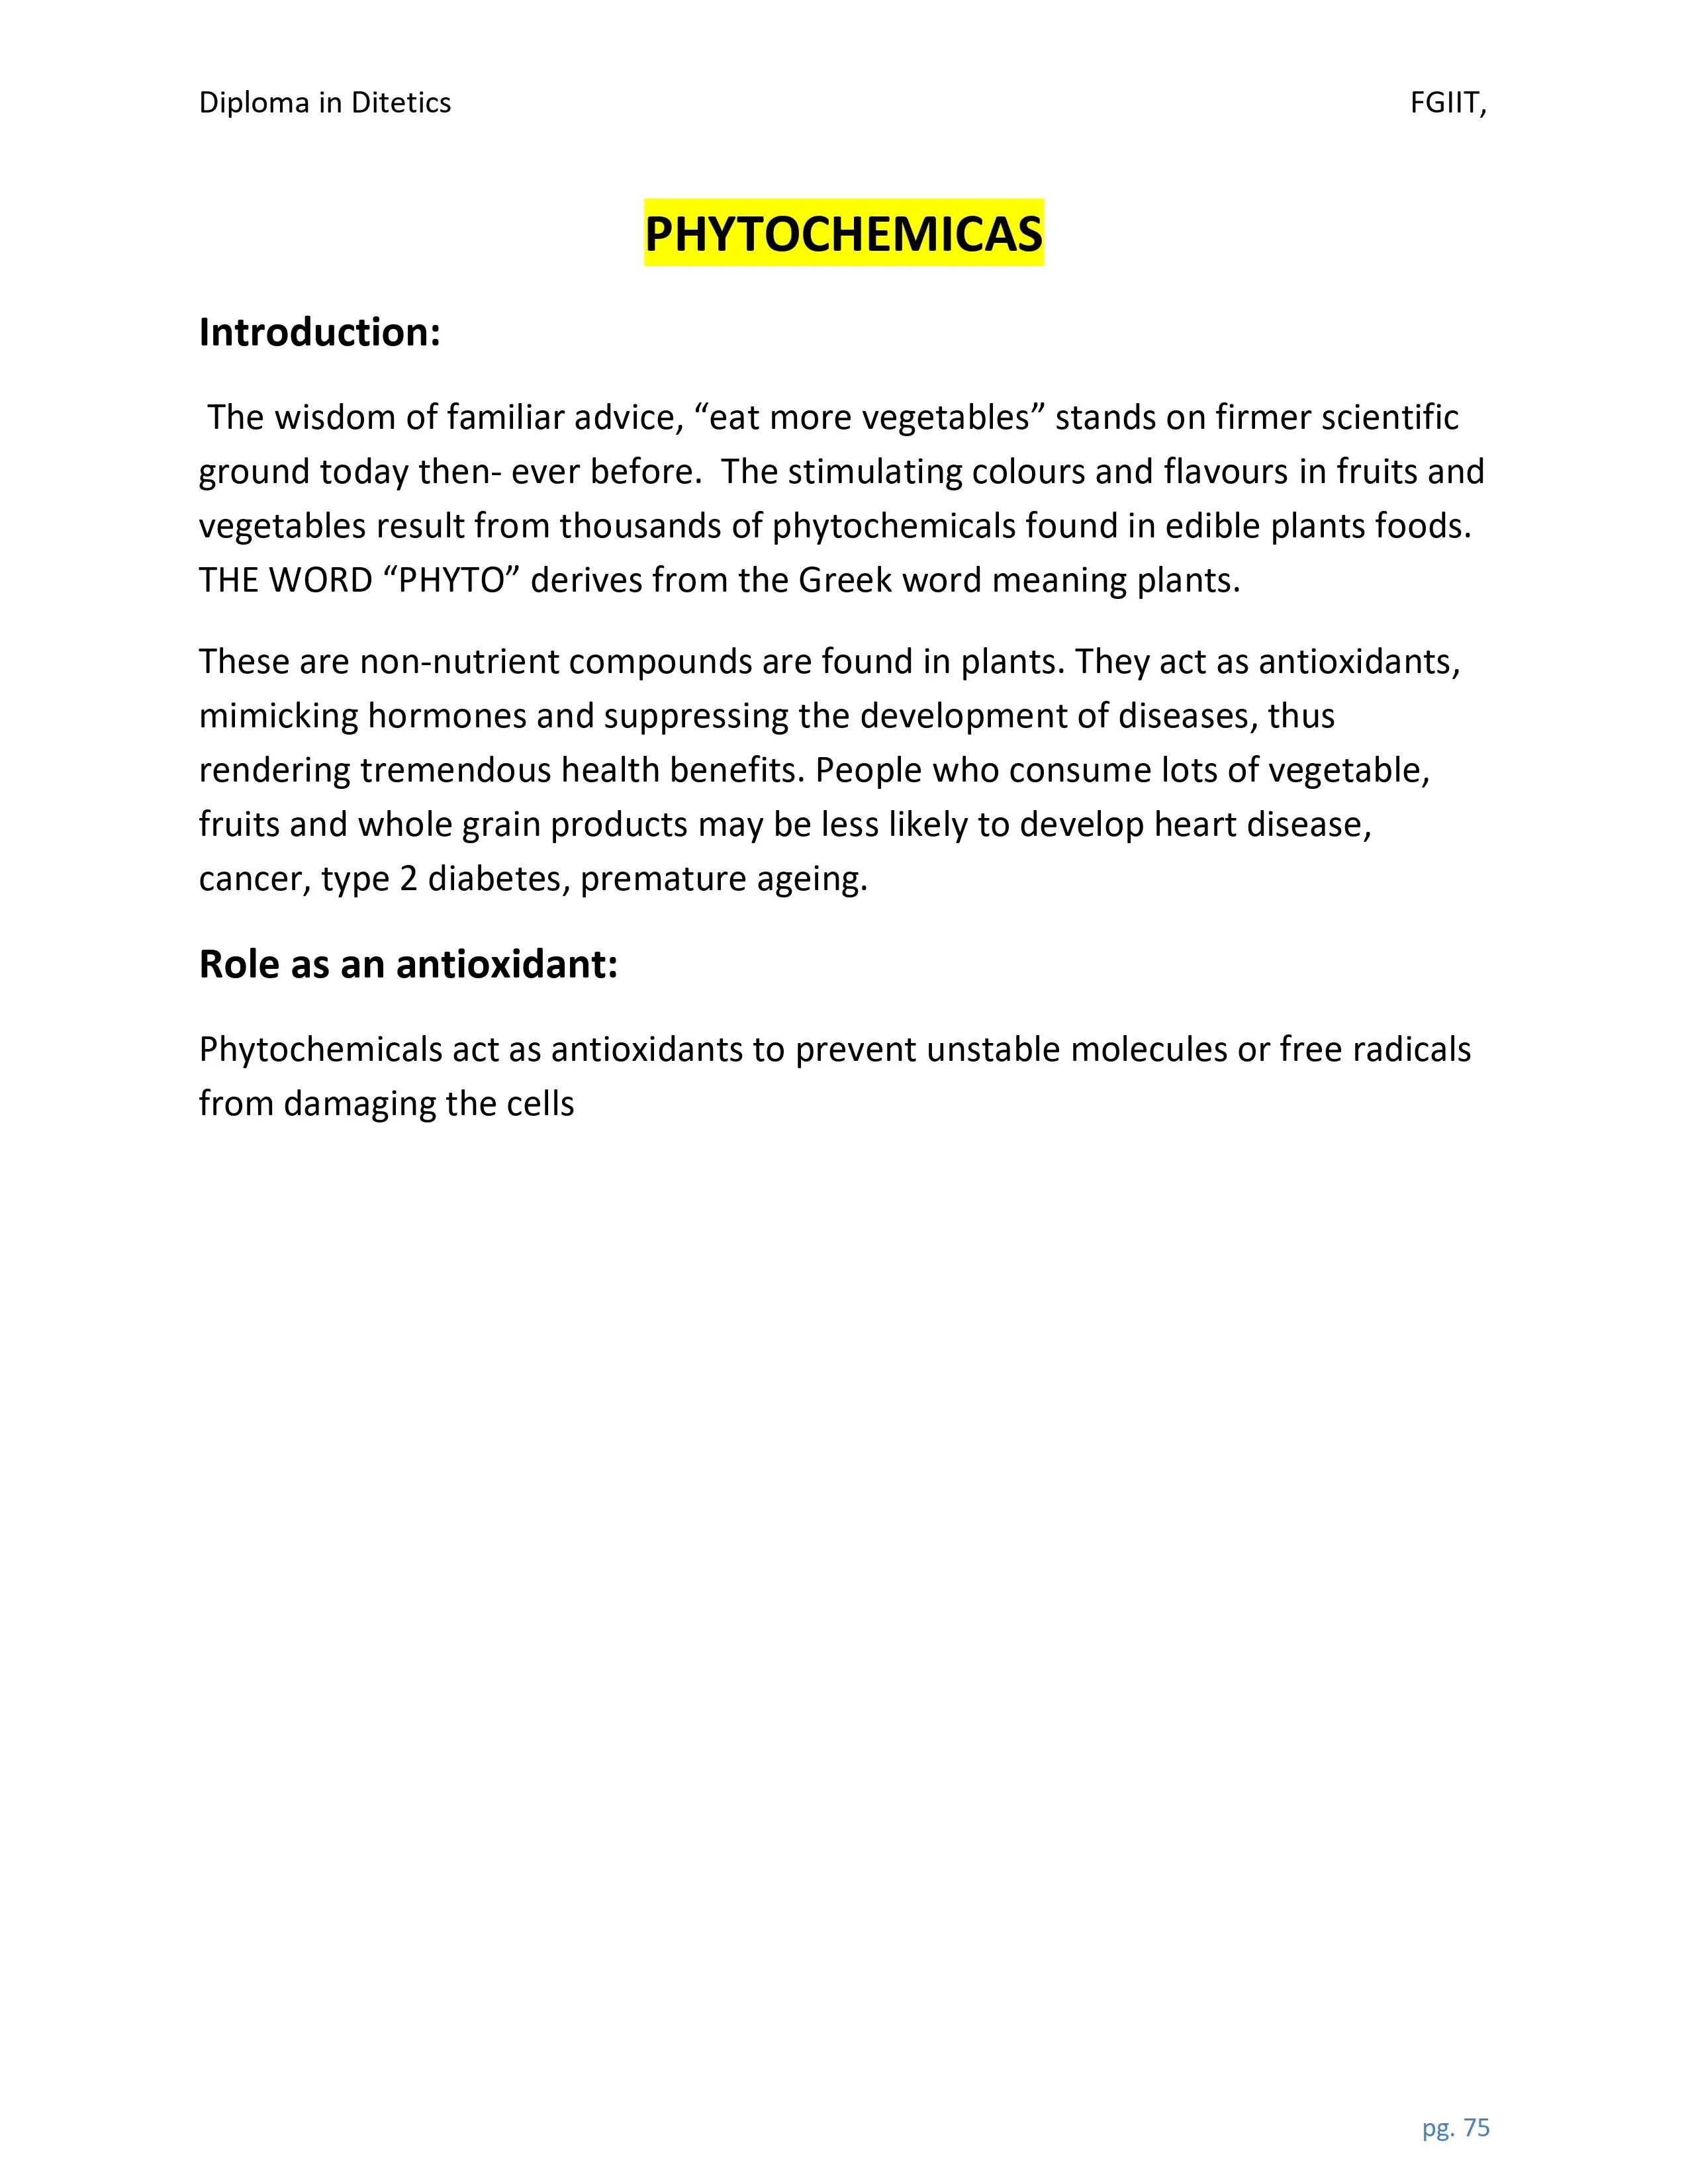 Diploma in Ditetics FGIIT,
PHYTOCHEMICAS
Introduction:
The wisdom of familiar advice, “eat more vegetables” stands on firmer scientific
ground today then- ever before.  The stimulating colours and flavours in fruits and
vegetables result from thousands of phytochemicals found in edible plants foods.
THE WORD “PHYTO” derives from the Greek word meaning plants.
These are non-nutrient compounds are found in plants. They act as antioxidants,
mimicking hormones and suppressing the development of diseases, thus
rendering tremendous health benefits. People who consume lots of vegetable,
fruits and whole grain products may be less likely to develop heart disease,
cancer, type 2 diabetes, premature ageing.
Role as an antioxidant:
Phytochemicals act as antioxidants to prevent unstable molecules or free radicals
from damaging the cells
pg. 75